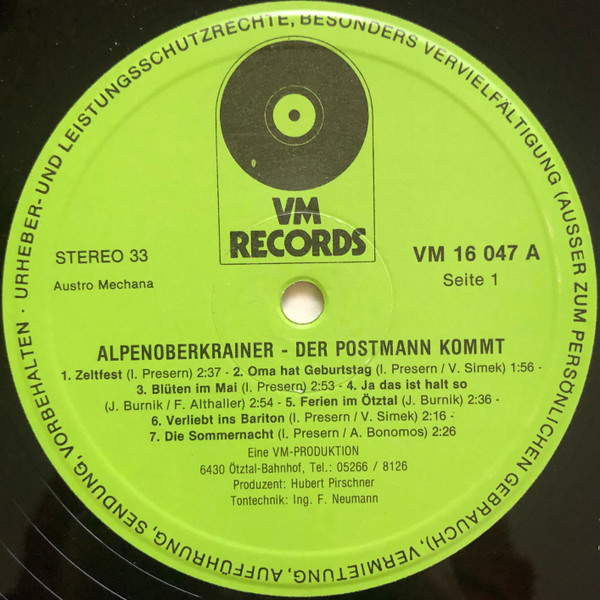 URHEBER- UND LEISTUNGSSCHUTZRECHTE, BESONDERS VERVIELFÄLTIGUNG (AUSSER ZUM PERSÖNLICHEN GEBRAUCH), VERMIETUNG, AUFFÜHRUNG, SENDUNG, VORBEHALTEN ·
VM
RECORDS
STEREO 33
VM 16 047 A
Austro Mechana
Seite 1
ALPENOBERKRAINER - DER POSTMANN KOMMT
1. Zeltfest (I. Presern) 2:37 - 2. Oma hat Geburtstag (I. Presern / V. Simek) 1:56 -
3. Blüten im Mai (I. Presern) 2:53 - 4. Ja das ist halt so
(J. Burnik / F. Althaller) 2:54 - 5. Ferien im Ötztal (J. Burnik) 2:36 -
6. Verliebt ins Bariton (I. Presern / V. Simek) 2:16 -
7. Die Sommernacht (I. Presern / A. Bonomos) 2:26
Eine VM-PRODUKTION
6430 Ötztal-Bahnhof, Tel.: 05266 / 8126
Produzent: Hubert Pirschner
Tontechnik: Ing. F. Neumann